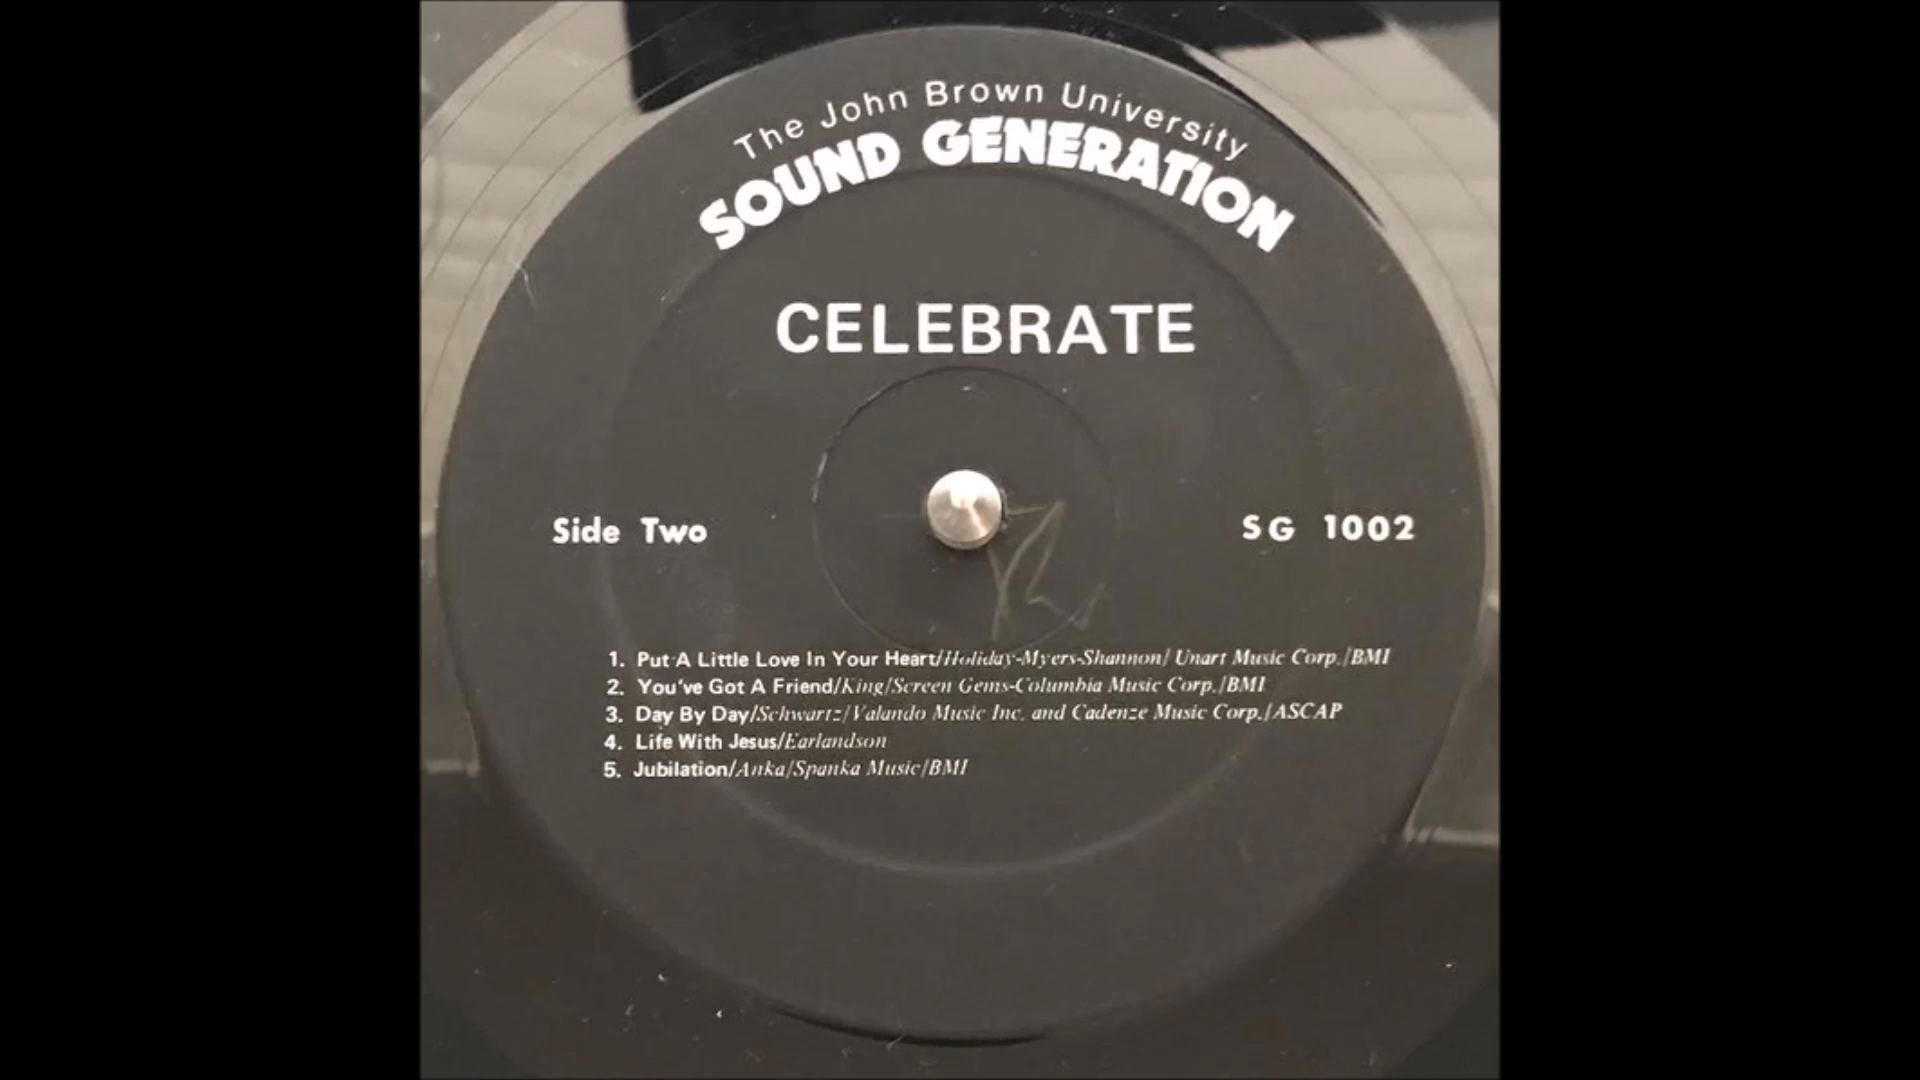 The John Brown University
SOUND GENERATION
CELEBRATE
Side Two
SG 1002
1. Put A Little Love In Your Heart/Holiday-Myers-Shannon/ Unart Music Corp./BMI
2. You've Got A Friend/King/Screen Gems-Columbia Music Corp./BMI
3. Day By Day/Schwartz/Valando Music Inc. and Cadenze Music Corp./ASCAP
4. Life With Jesus/Earlandson
5. Jubilation/Anka/Spanka Music/BMI